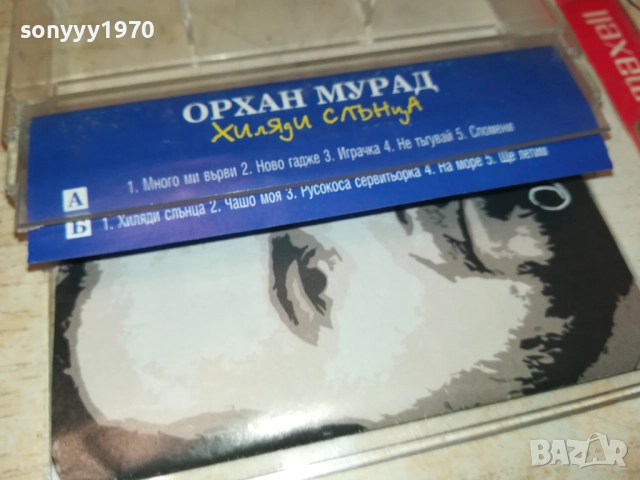 sonyyy1970
maxell
ОРХАН МУРАД
ХИЛЯДИ СЛЪНЦА
А 1. Много ми върви 2. Ново гадже 3. Играчка 4. Не тъгувай 5. Спомени
Б 1. Хиляди слънца 2. Чашо моя 3. Русокоса сервитьорка 4. На море 5. Ще летим
BAZAR